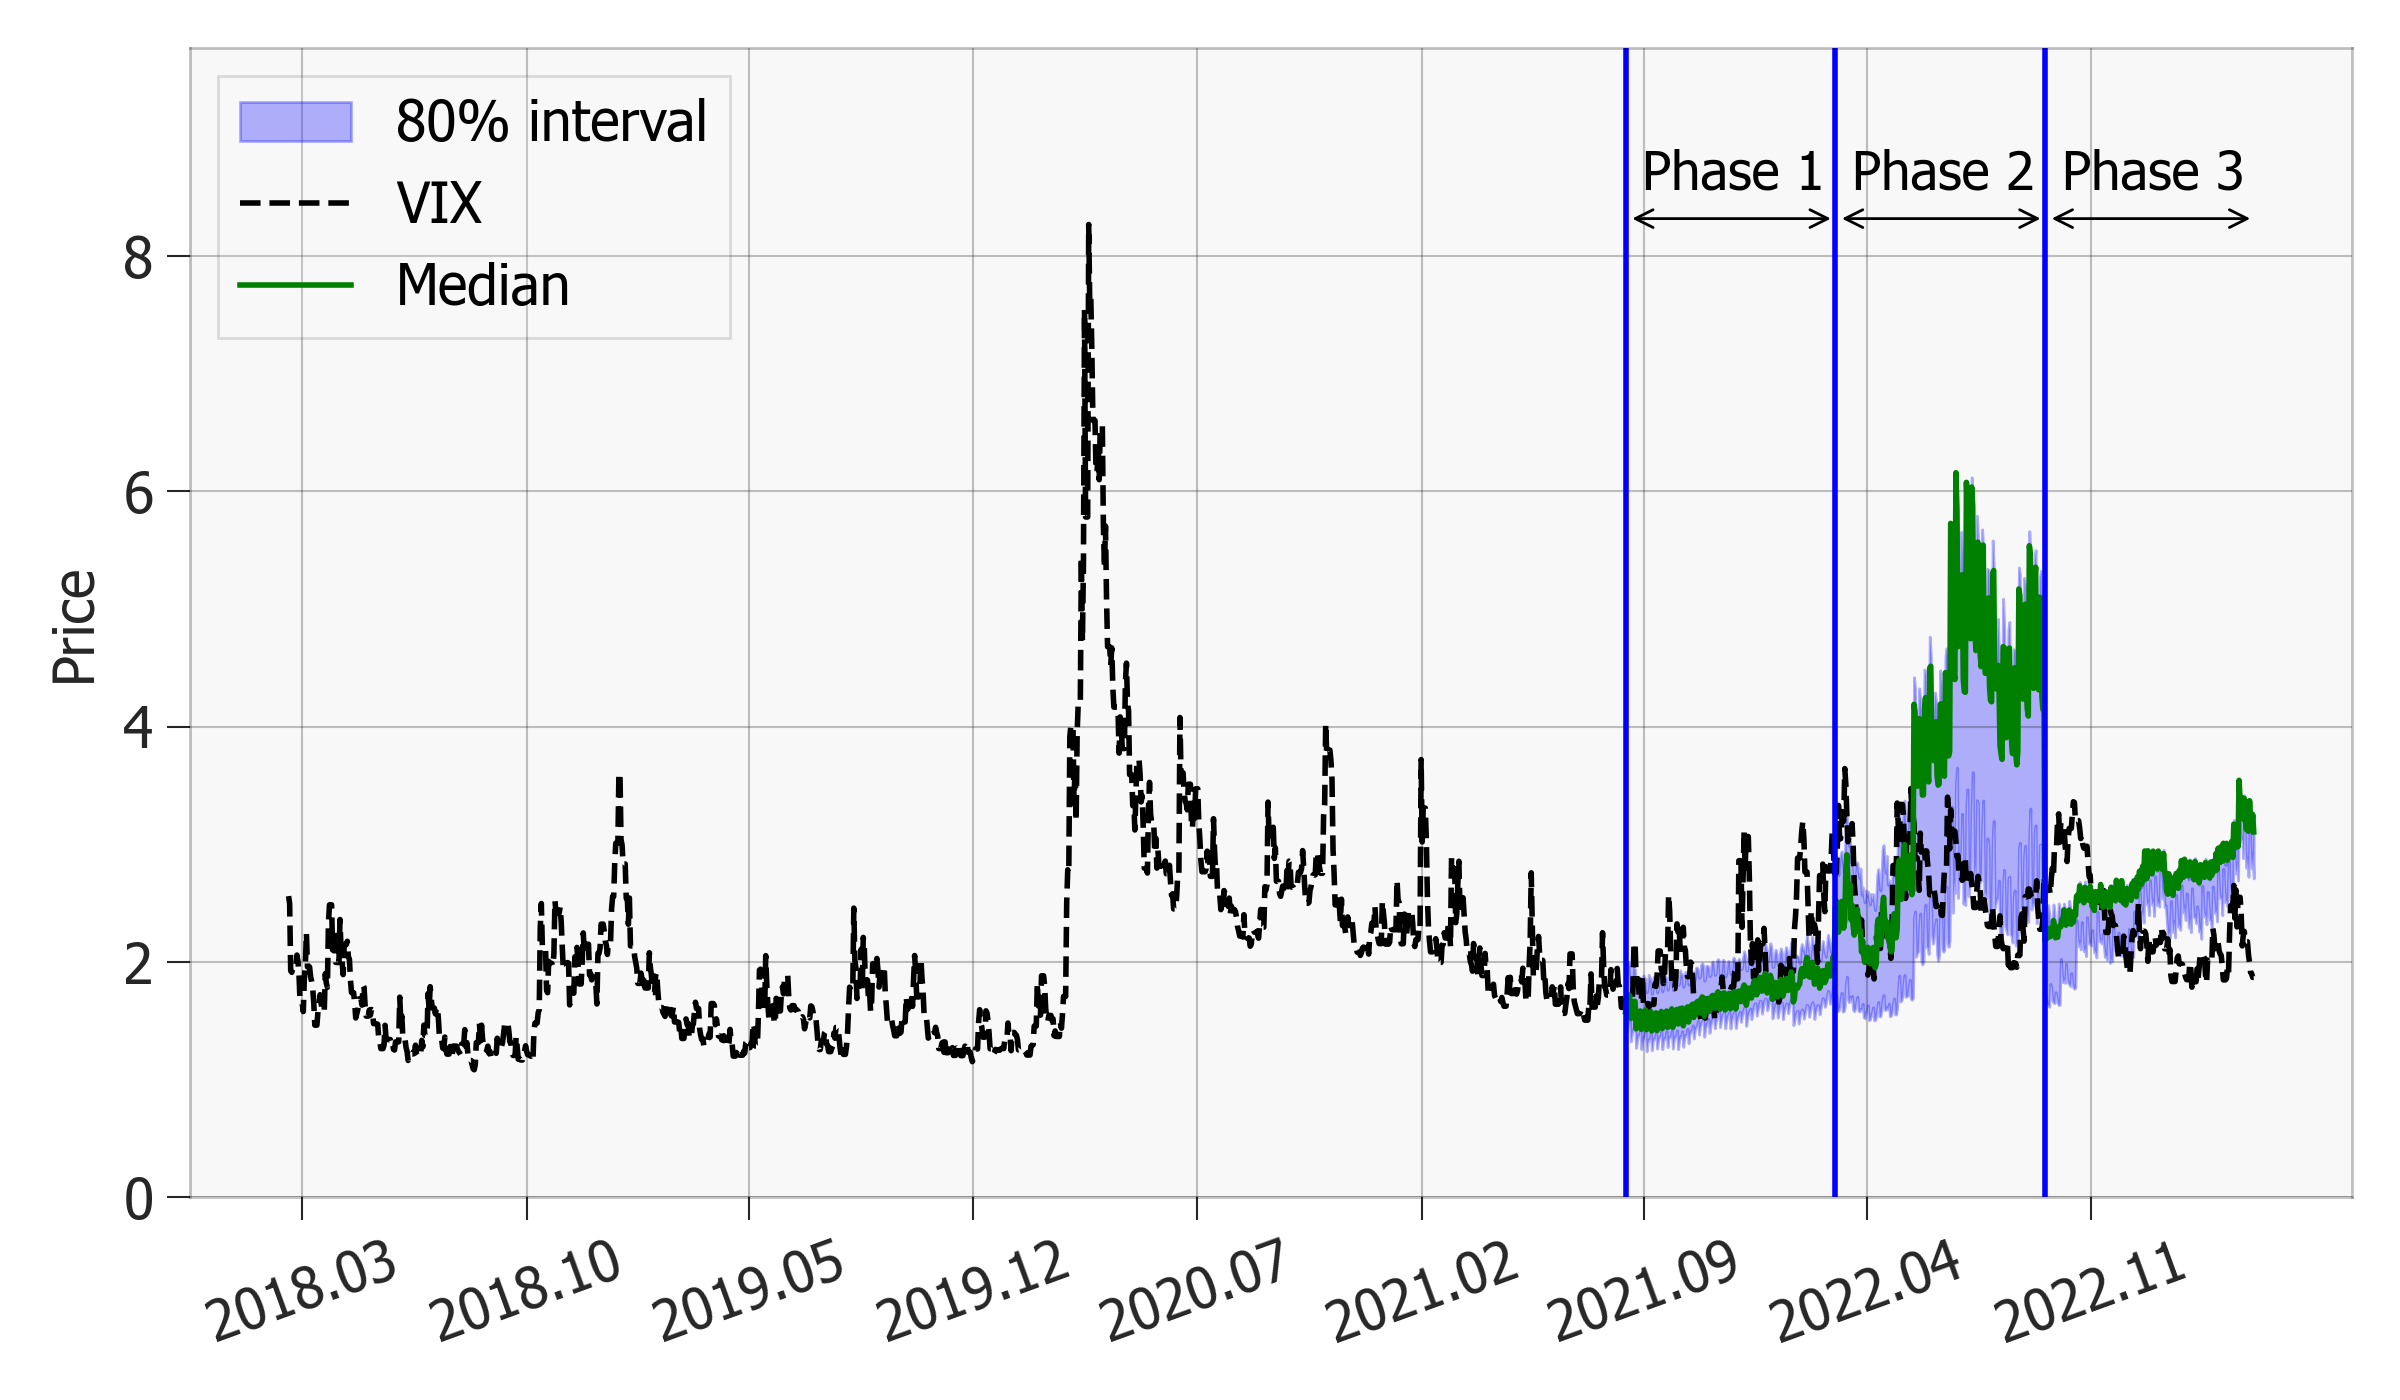 80% interval
VIX
Median
Phase 1
Phase 2
Phase 3
Price
8
6
4
2
0
2018.03
2018.10
2019.05
2019.12
2020.07
2021.02
2021.09
2022.04
2022.11